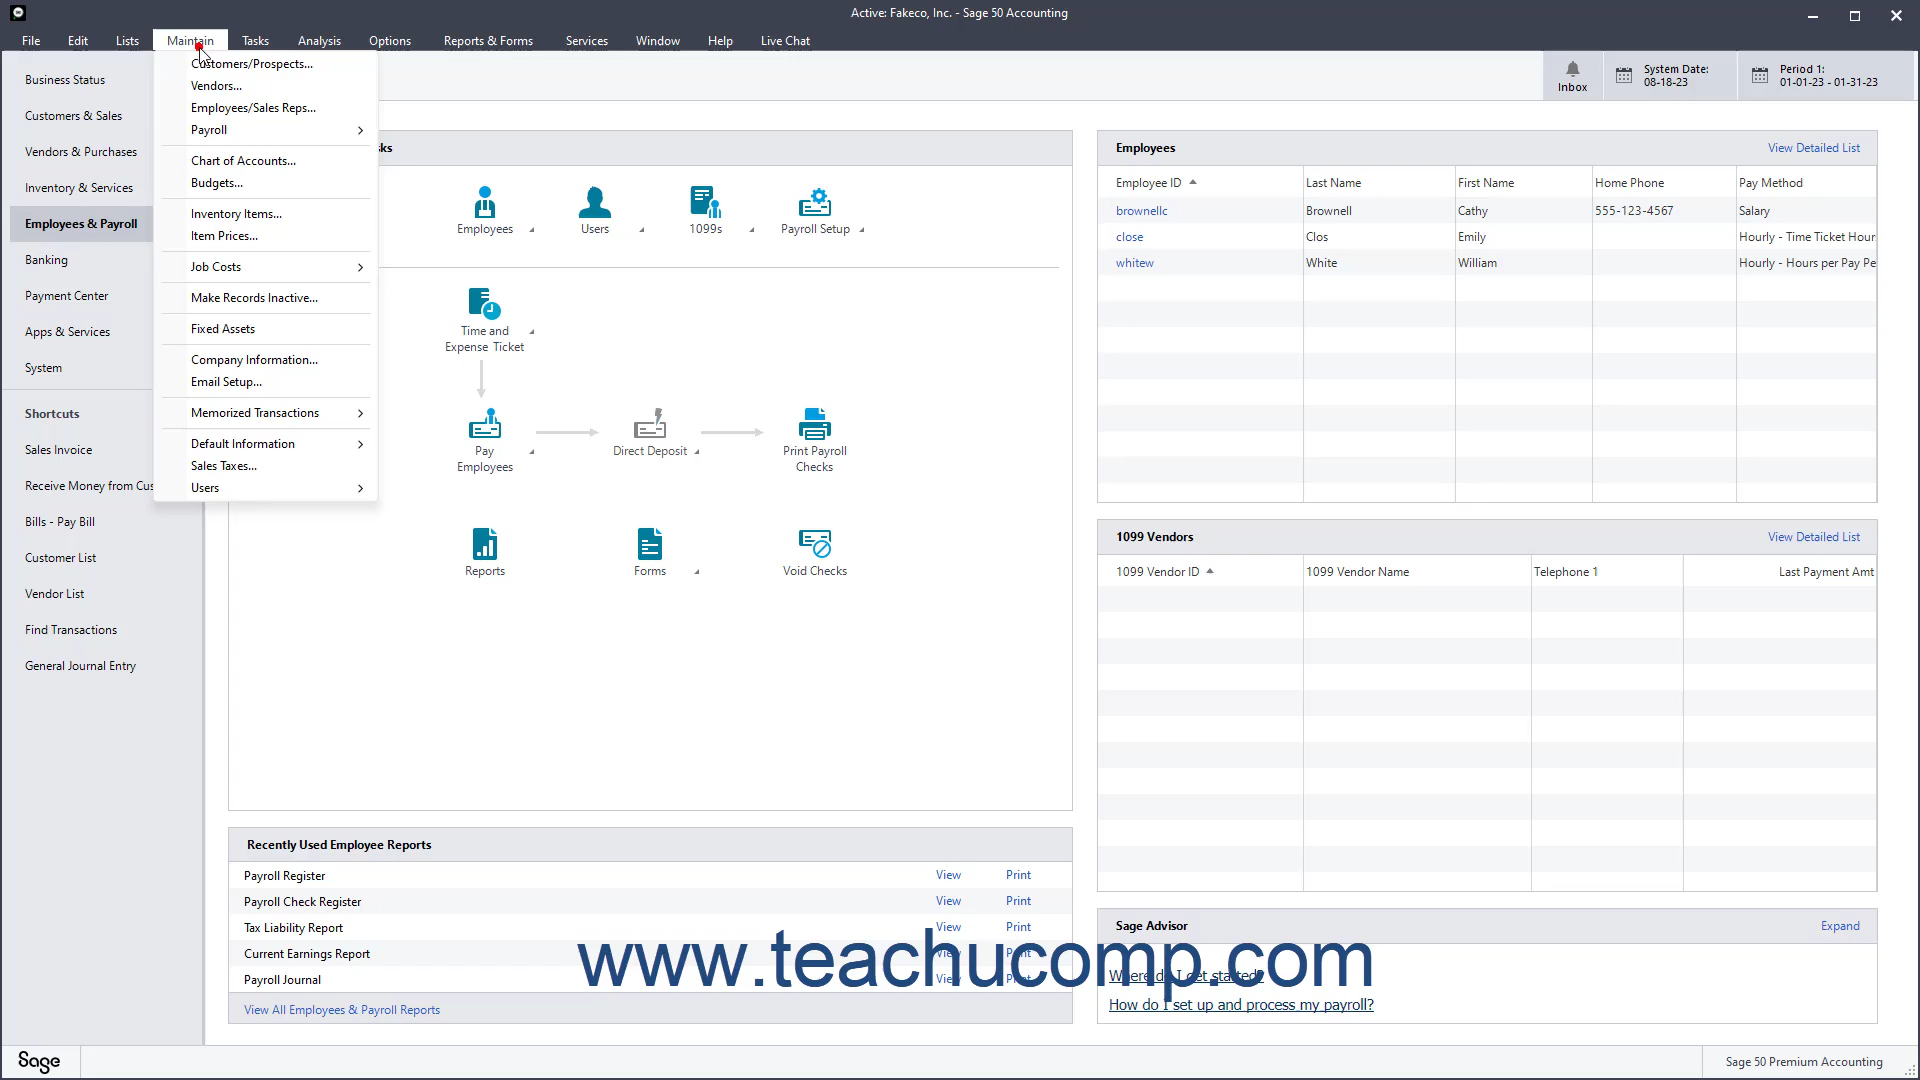 Active: Fakeco, Inc. - Sage 50 Accounting
File Edit Lists Maintain Tasks Analysis Options Reports & Forms Services Window Help Live Chat
Business Status
Customers & Sales
Vendors & Purchases
Inventory & Services
Employees & Payroll
Banking
Payment Center
Apps & Services
System
Shortcuts
Sales Invoice
Receive Money from Cus
Bills - Pay Bill
Customer List
Vendor List
Find Transactions
General Journal Entry
Customers/Prospects...
Vendors...
Employees/Sales Reps...
Payroll
Chart of Accounts...
Budgets...
Inventory Items...
Item Prices...
Job Costs
Make Records Inactive...
Fixed Assets
Company Information...
Email Setup...
Memorized Transactions
Default Information
Sales Taxes...
Users
Inbox
System Date:
08-18-23
Period 1:
01-01-23 - 01-31-23
sks
Employees Users 1099s Payroll Setup
Time and
Expense Ticket
Pay
Employees
Direct Deposit
Print Payroll
Checks
Reports Forms Void Checks
Employees View Detailed List
Employee ID Last Name First Name Home Phone Pay Method
brownellc Brownell Cathy 555-123-4567 Salary
close Clos Emily Hourly - Time Ticket Hour
whitew White William Hourly - Hours per Pay Pe
1099 Vendors View Detailed List
1099 Vendor ID 1099 Vendor Name Telephone 1 Last Payment Amt
Recently Used Employee Reports
Payroll Register View Print
Payroll Check Register View Print
Tax Liability Report View Print
Current Earnings Report View Print
Payroll Journal View Print
View All Employees & Payroll Reports
Sage Advisor Expand
Where do I get started?
How do I set up and process my payroll?
www.teachucomp.com
Sage
Sage 50 Premium Accounting